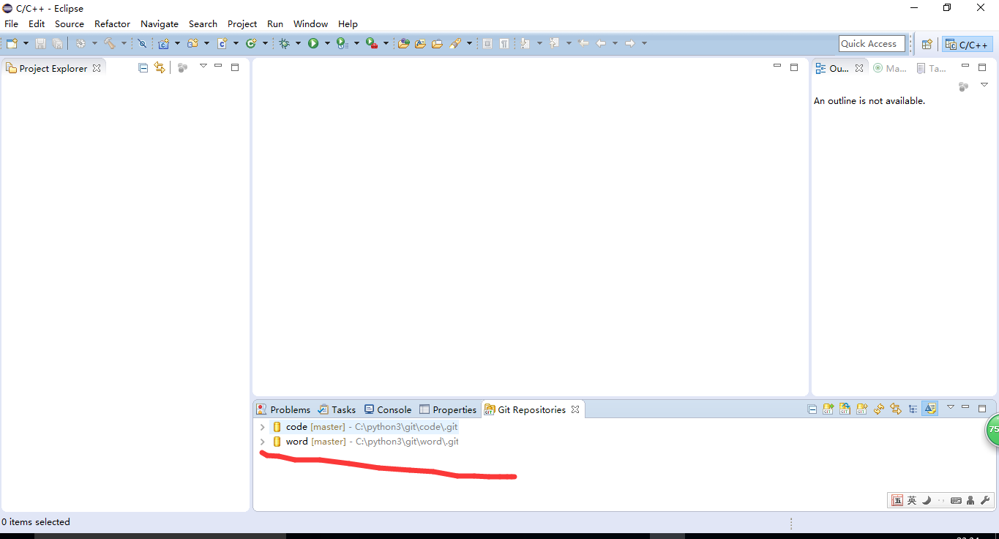 C/C++ - Eclipse
File Edit Source Refactor Navigate Search Project Run Window Help
Quick Access C/C++
Project Explorer
Ou... Ma... Ta...
An outline is not available.
Problems Tasks Console Properties Git Repositories
code [master] - C:\python3\git\code\.git
word [master] - C:\python3\git\word\.git
75
五 英
0 items selected